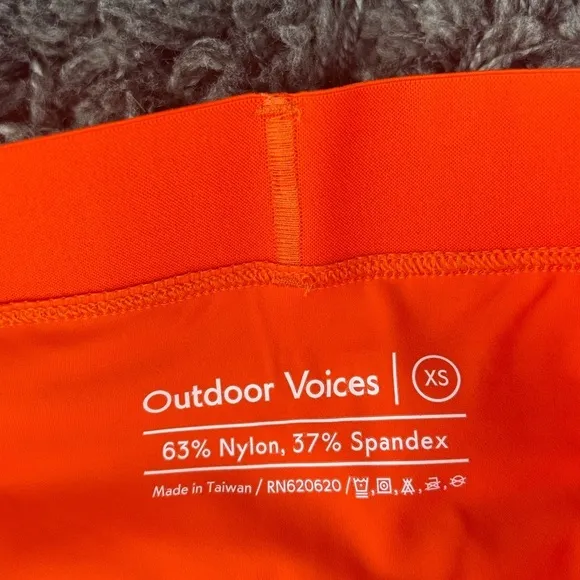 Outdoor Voices | XS
63% Nylon, 37% Spandex
Made in Taiwan / RN620620 /